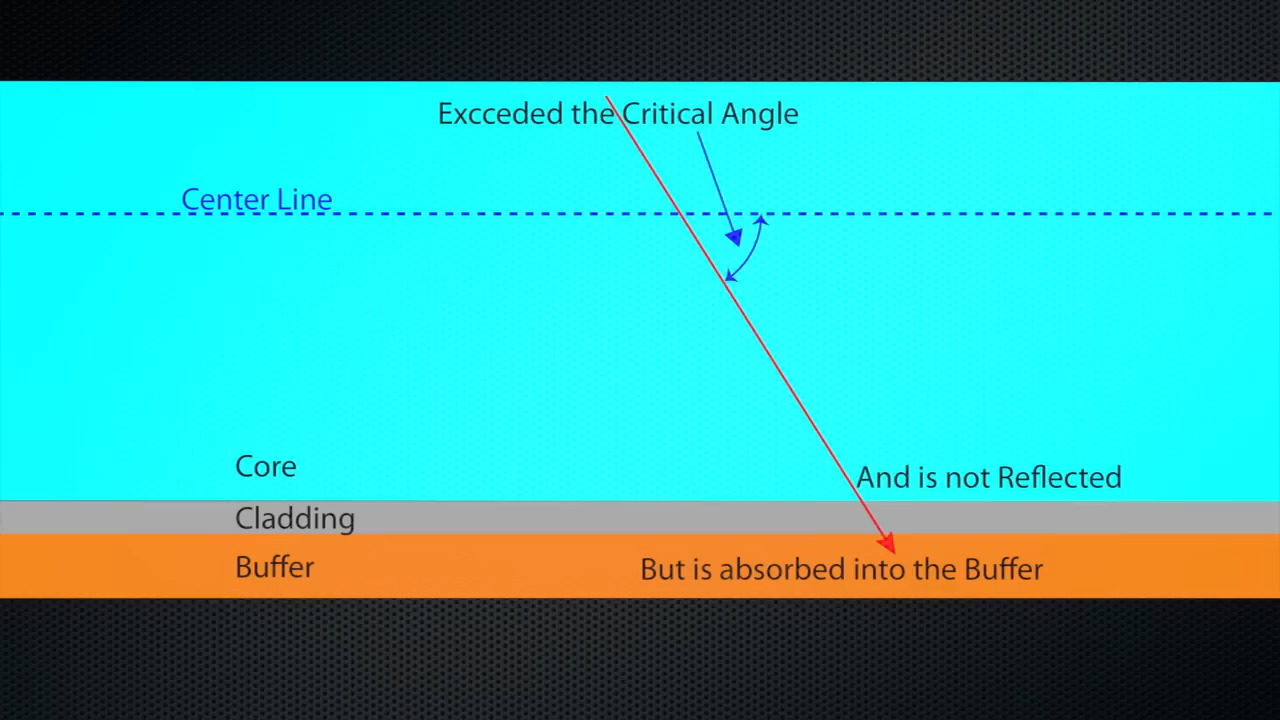 Excceded the Critical Angle
Center Line
Core
And is not Reflected
Cladding
Buffer
But is absorbed into the Buffer